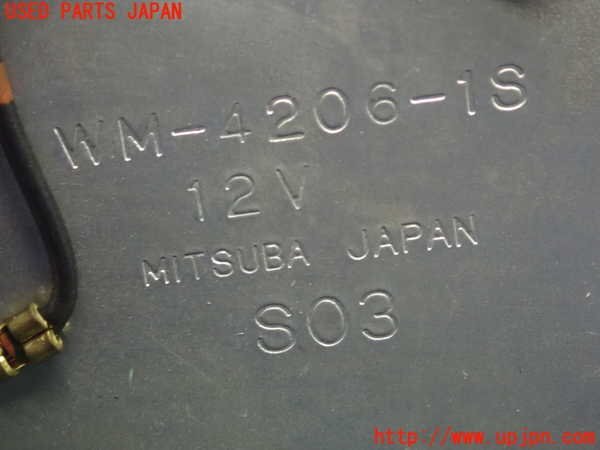 USED PARTS JAPAN
WM-4206-1S
12V
MITSUBA JAPAN
S03
http://www.upjpn.com/